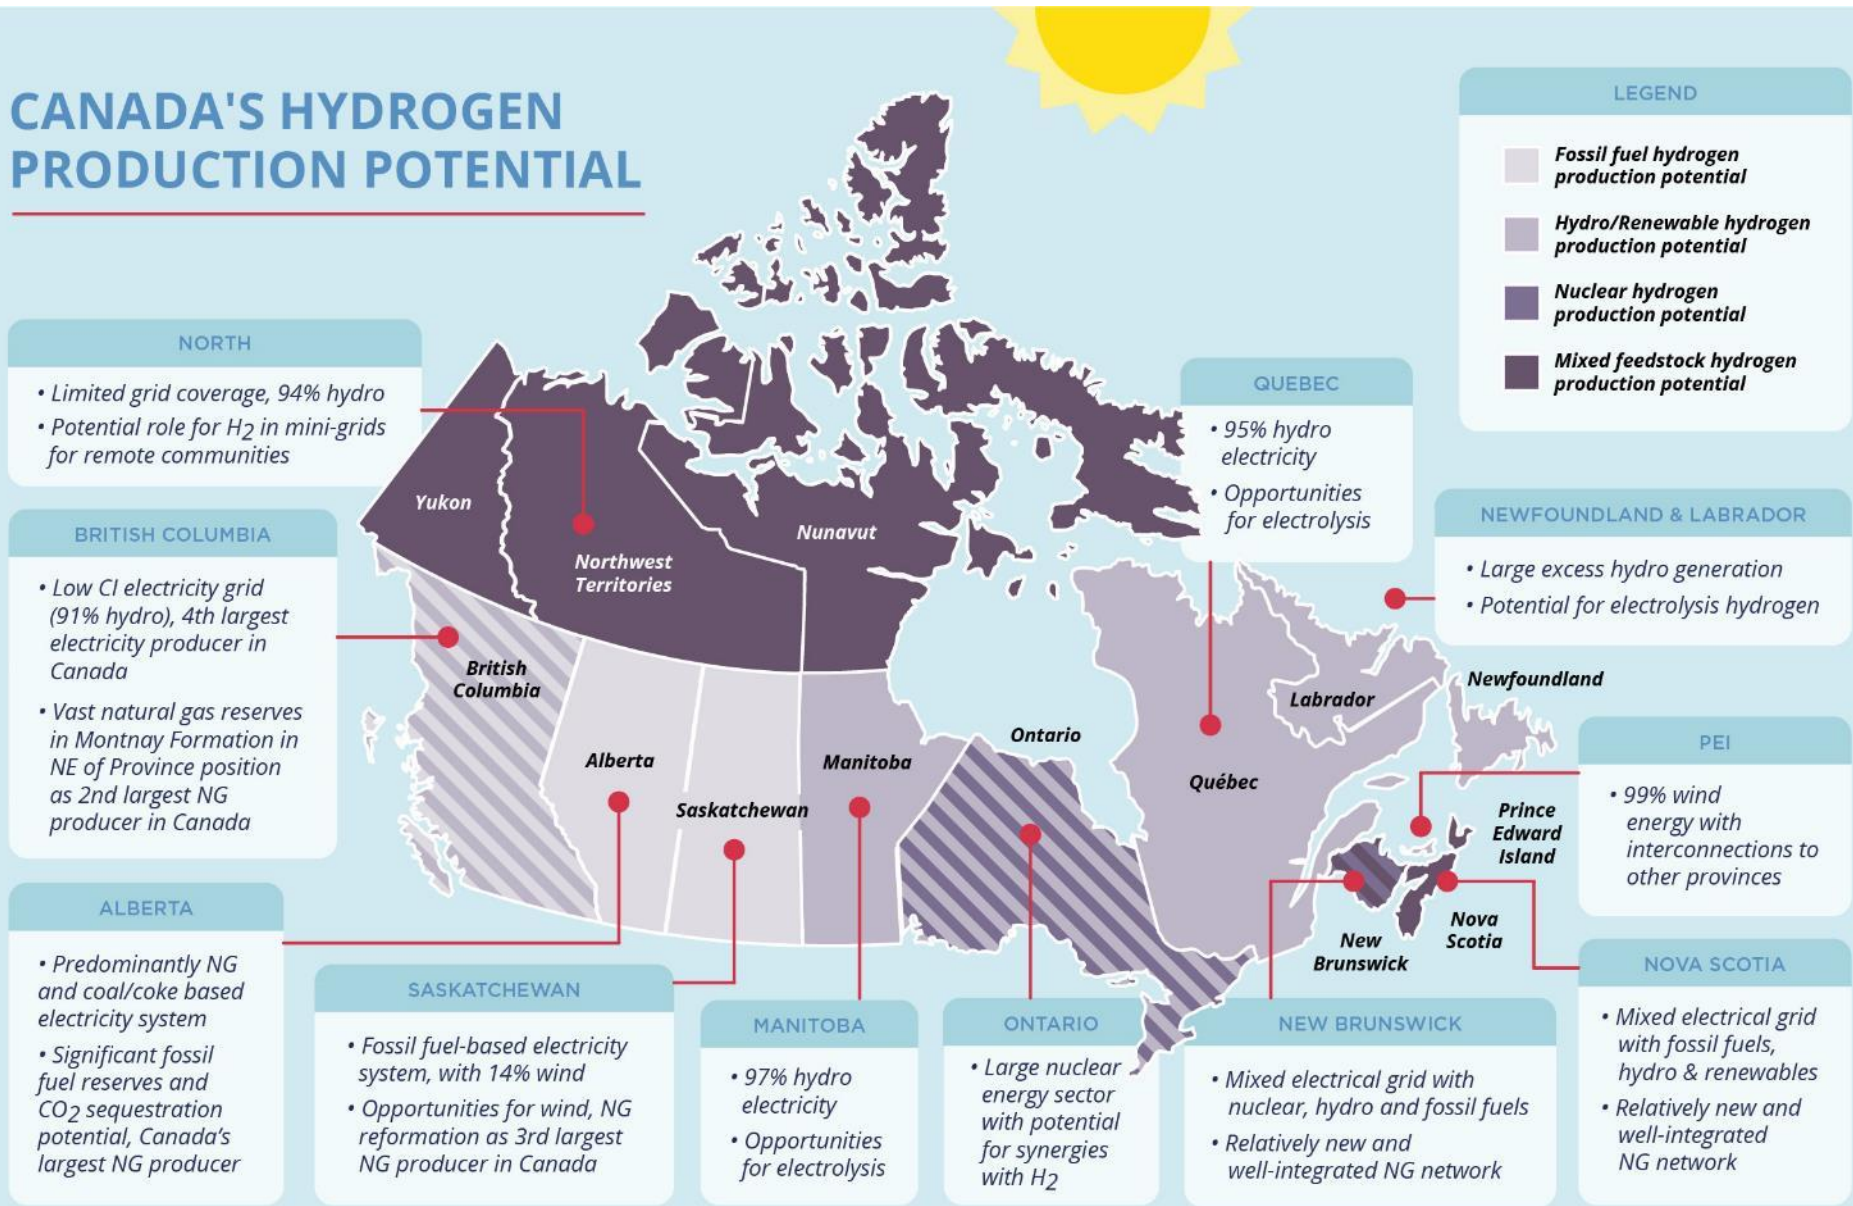 CANADA'S HYDROGEN
PRODUCTION POTENTIAL
LEGEND
Fossil fuel hydrogen
production potential
Hydro/Renewable hydrogen
production potential
Nuclear hydrogen
production potential
Mixed feedstock hydrogen
production potential
NORTH
• Limited grid coverage, 94% hydro
• Potential role for H2 in mini-grids
for remote communities
BRITISH COLUMBIA
• Low CI electricity grid
(91% hydro), 4th largest
electricity producer in
Canada
• Vast natural gas reserves
in Montnay Formation in
NE of Province position
as 2nd largest NG
producer in Canada
ALBERTA
• Predominantly NG
and coal/coke based
electricity system
• Significant fossil
fuel reserves and
CO2 sequestration
potential, Canada's
largest NG producer
SASKATCHEWAN
• Fossil fuel-based electricity
system, with 14% wind
• Opportunities for wind, NG
reformation as 3rd largest
NG producer in Canada
MANITOBA
• 97% hydro
electricity
• Opportunities
for electrolysis
ONTARIO
• Large nuclear
energy sector
with potential
for synergies
with H2
NEW BRUNSWICK
• Mixed electrical grid with
nuclear, hydro and fossil fuels
• Relatively new and
well-integrated NG network
NOVA SCOTIA
• Mixed electrical grid
with fossil fuels,
hydro & renewables
• Relatively new and
well-integrated
NG network
PEI
• 99% wind
energy with
interconnections to
other provinces
NEWFOUNDLAND & LABRADOR
• Large excess hydro generation
• Potential for electrolysis hydrogen
QUEBEC
• 95% hydro
electricity
• Opportunities
for electrolysis
Yukon
Northwest
Territories
Nunavut
British
Columbia
Alberta
Saskatchewan
Manitoba
Ontario
Québec
Labrador
Newfoundland
Prince
Edward
Island
Nova
Scotia
New
Brunswick